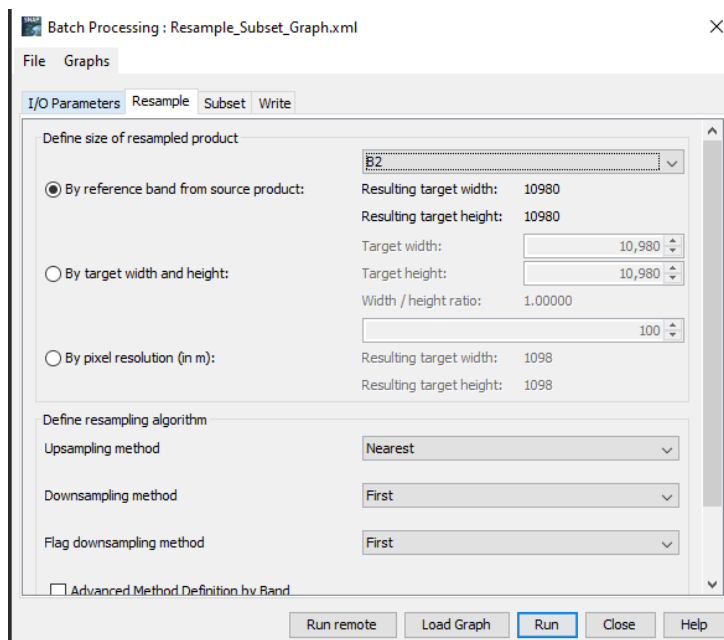 SNAP
Batch Processing : Resample_Subset_Graph.xml
File Graphs
I/O Parameters Resample Subset Write
Define size of resampled product
B2
By reference band from source product: Resulting target width: 10980
Resulting target height: 10980
Target width: 10,980
By target width and height: Target height: 10,980
Width / height ratio: 1.00000
100
By pixel resolution (in m): Resulting target width: 1098
Resulting target height: 1098
Define resampling algorithm
Upsampling method Nearest
Downsampling method First
Flag downsampling method First
Advanced Method Definition by Band
Run remote Load Graph Run Close Help